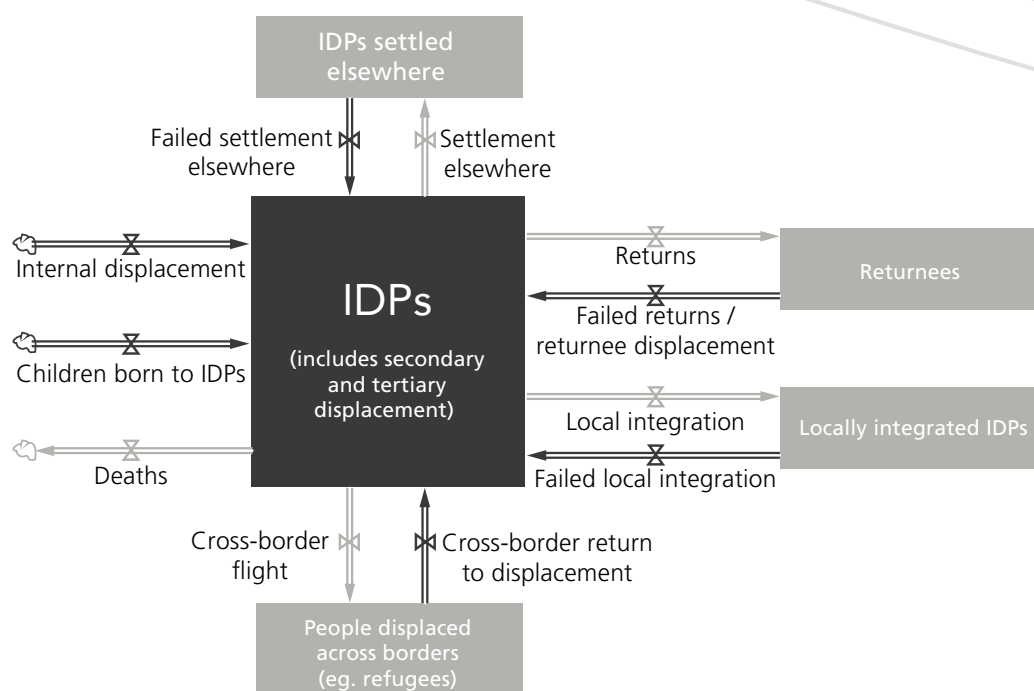 IDPs settled
elsewhere
Failed settlement
elsewhere
Settlement
elsewhere
Internal displacement
Children born to IDPs
Deaths
IDPs
(includes secondary
and tertiary
displacement)
Returns
Returnees
Failed returns /
returnee displacement
Local integration
Locally integrated IDPs
Failed local integration
Cross-border
flight
Cross-border return
to displacement
People displaced
across borders
(eg. refugees)